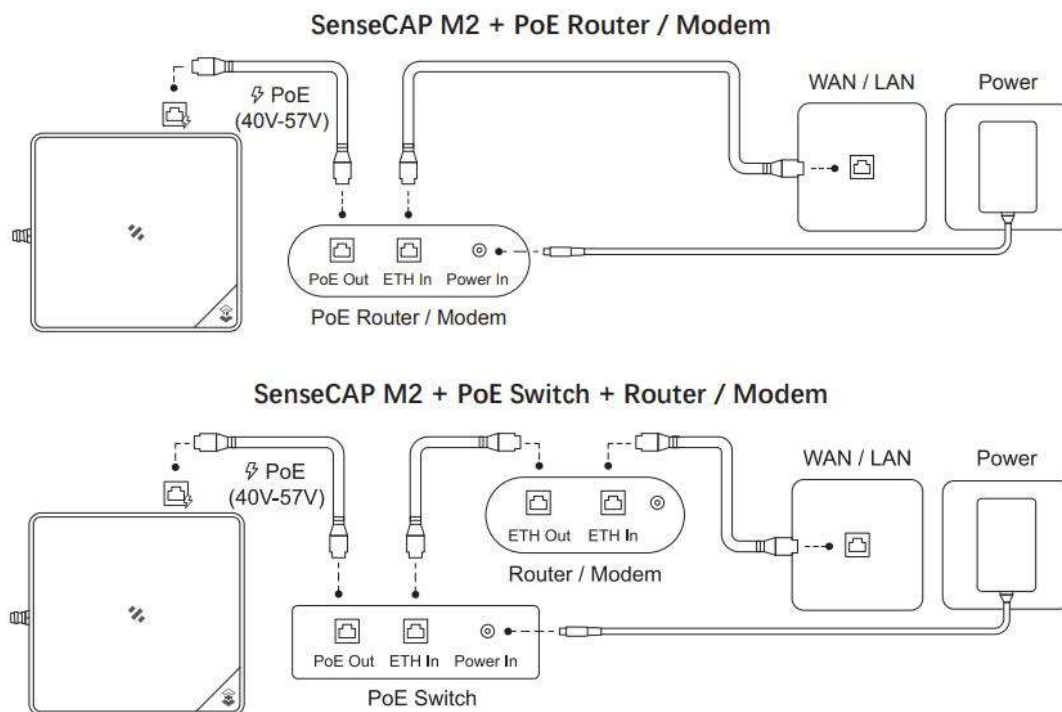 SenseCAP M2 + PoE Router / Modem
WAN / LAN
Power
PoE
(40V-57V)
PoE Out
ETH In
Power In
PoE Router / Modem
SenseCAP M2 + PoE Switch + Router / Modem
WAN / LAN
Power
PoE
(40V-57V)
ETH Out
ETH In
Router / Modem
PoE Out
ETH In
Power In
PoE Switch